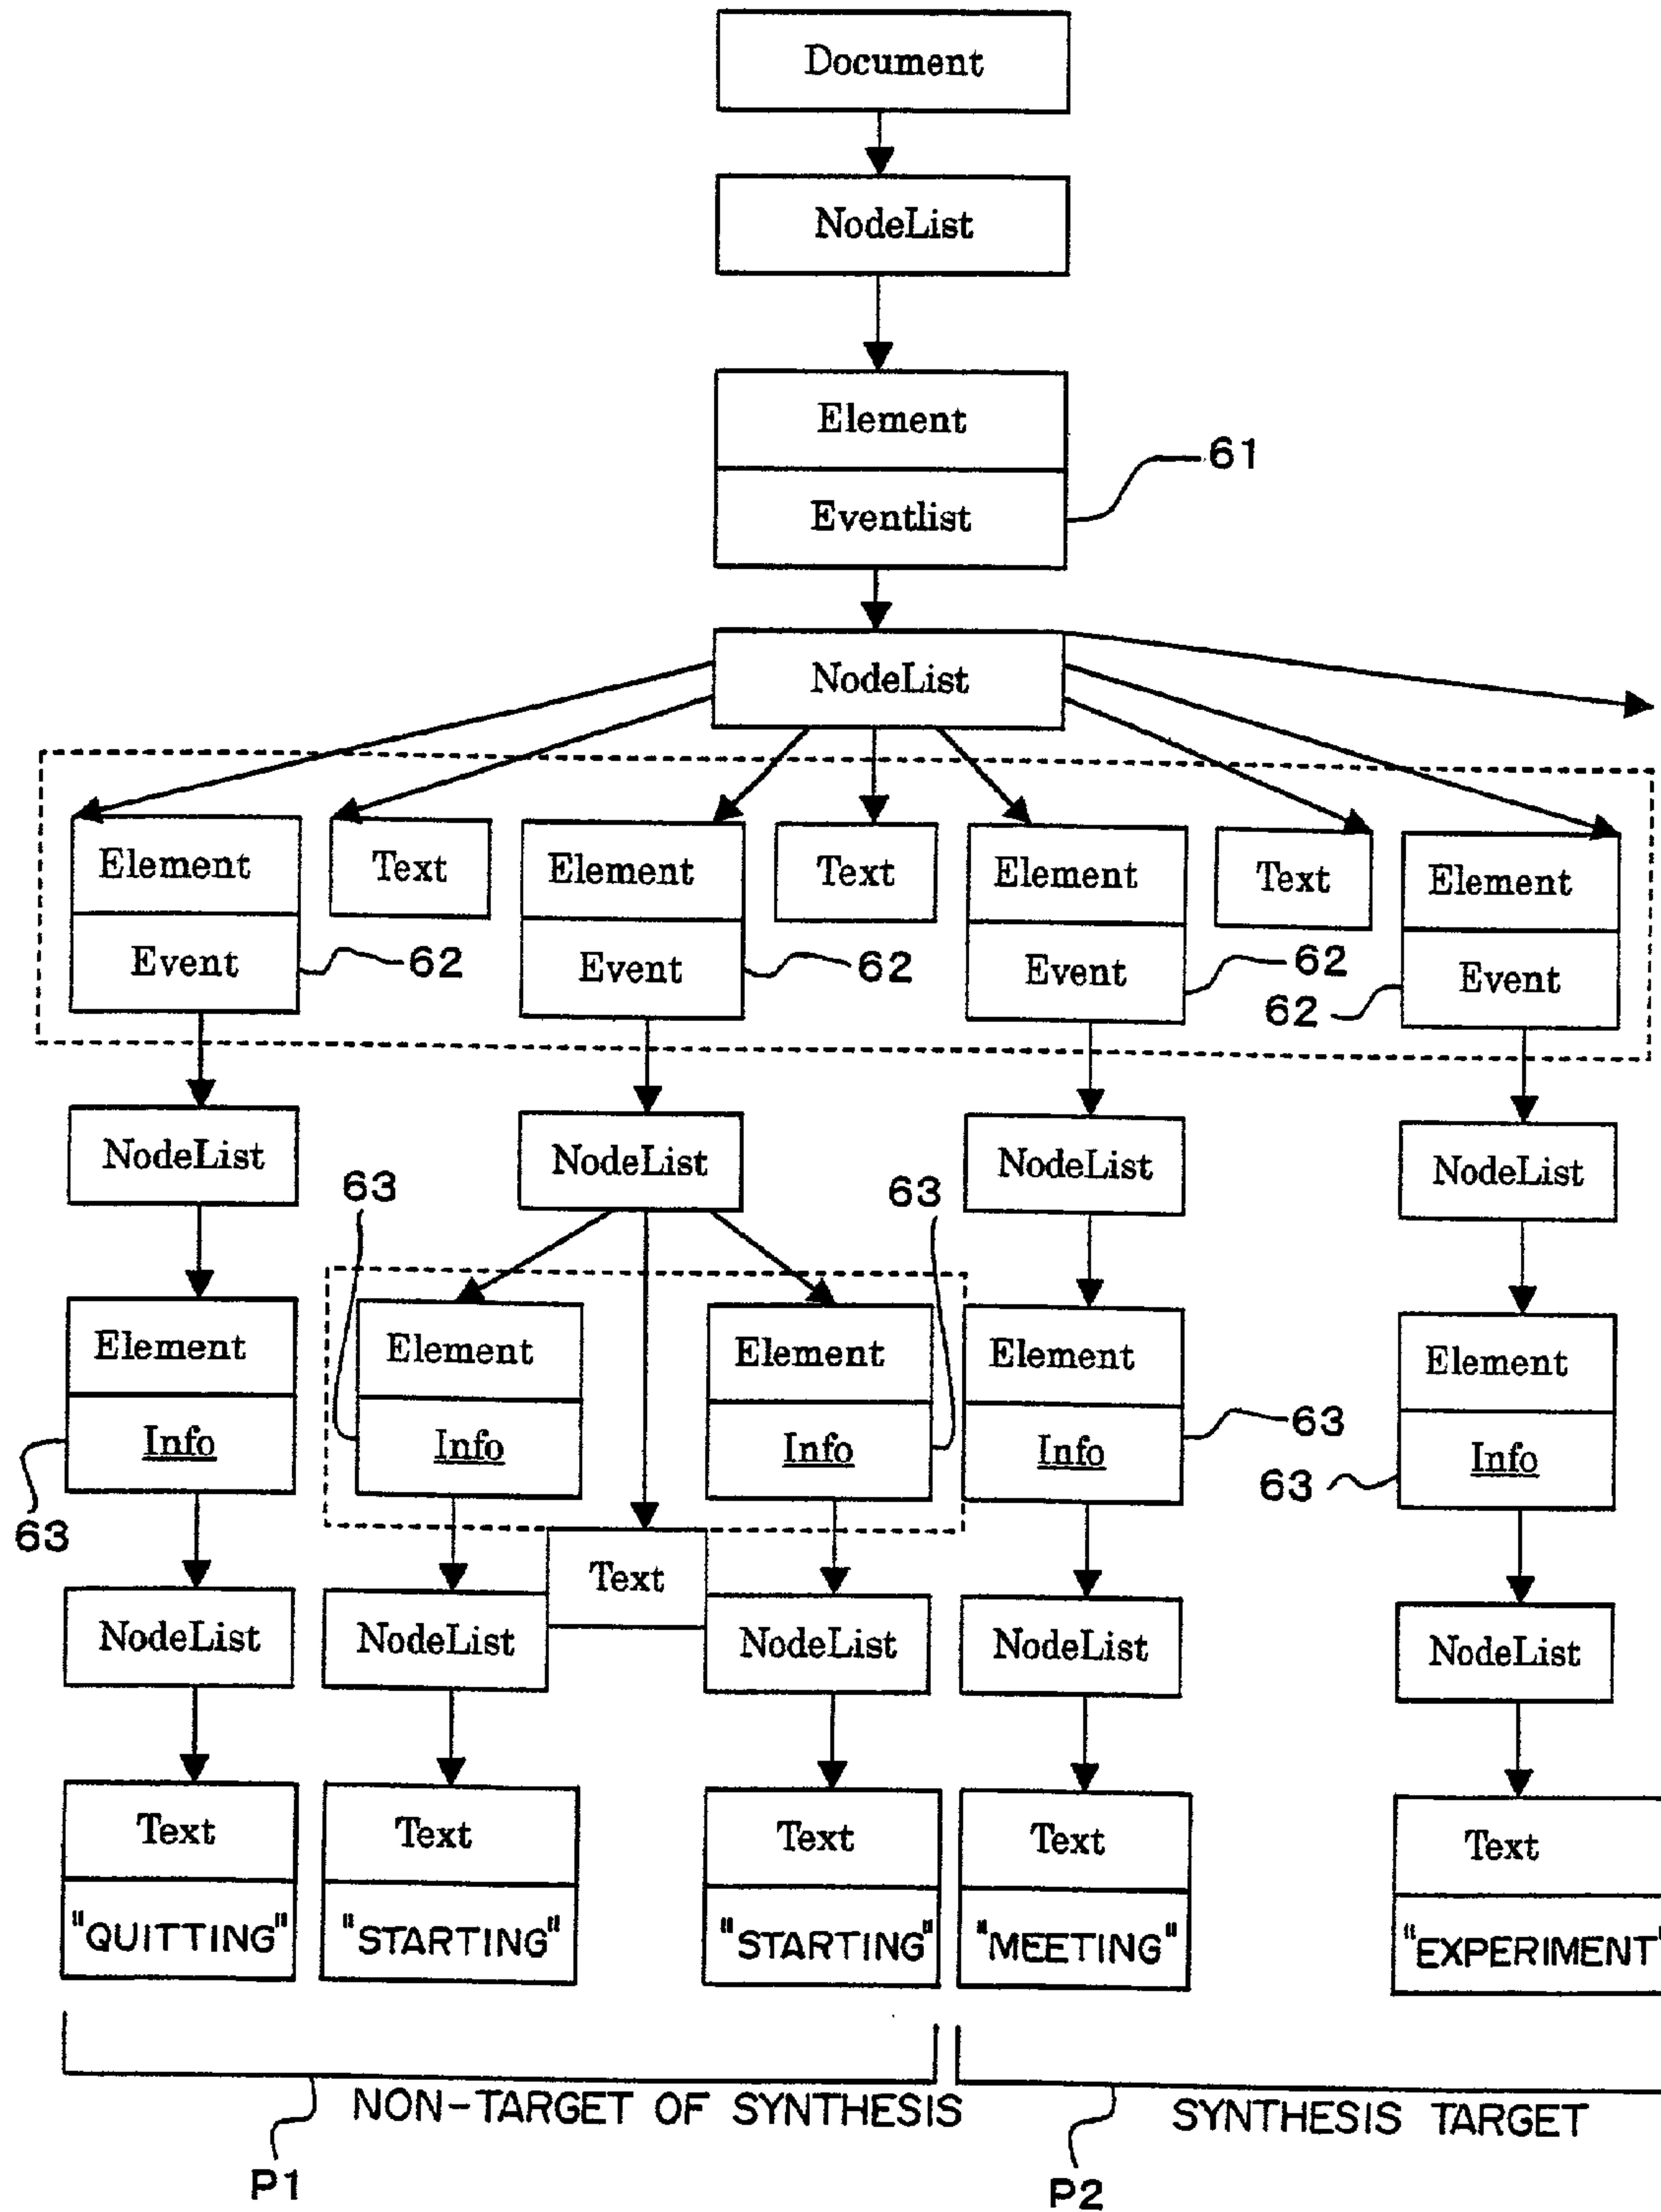 Document
NodeList
Element
61
Eventlist
NodeList
Element Text Element Text Element Text Element
Event 62 Event 62 Event 62 62 Event
NodeList NodeList NodeList NodeList
63 63
Element Element Element Element Element
Info Info Info Info 63 Info
63 63
Text
NodeList NodeList NodeList NodeList NodeList
Text Text Text Text Text
"QUITTING" "STARTING" "STARTING" "MEETING" "EXPERIMENT"
NON-TARGET OF SYNTHESIS SYNTHESIS TARGET
P1 P2